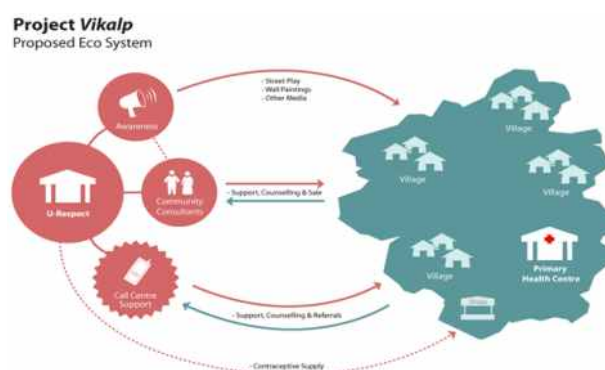 Project Vikalp
Proposed Eco System
- Street Play
- Wall Paintings
- Other Media
Awareness
Village
Village
Village
U-Respect
Community
Consultants
- Support, Counselling & Sale
Village
Primary
Health Centre
Call Centre
Support
- Support, Counselling & Referrals
- Contraceptive Supply